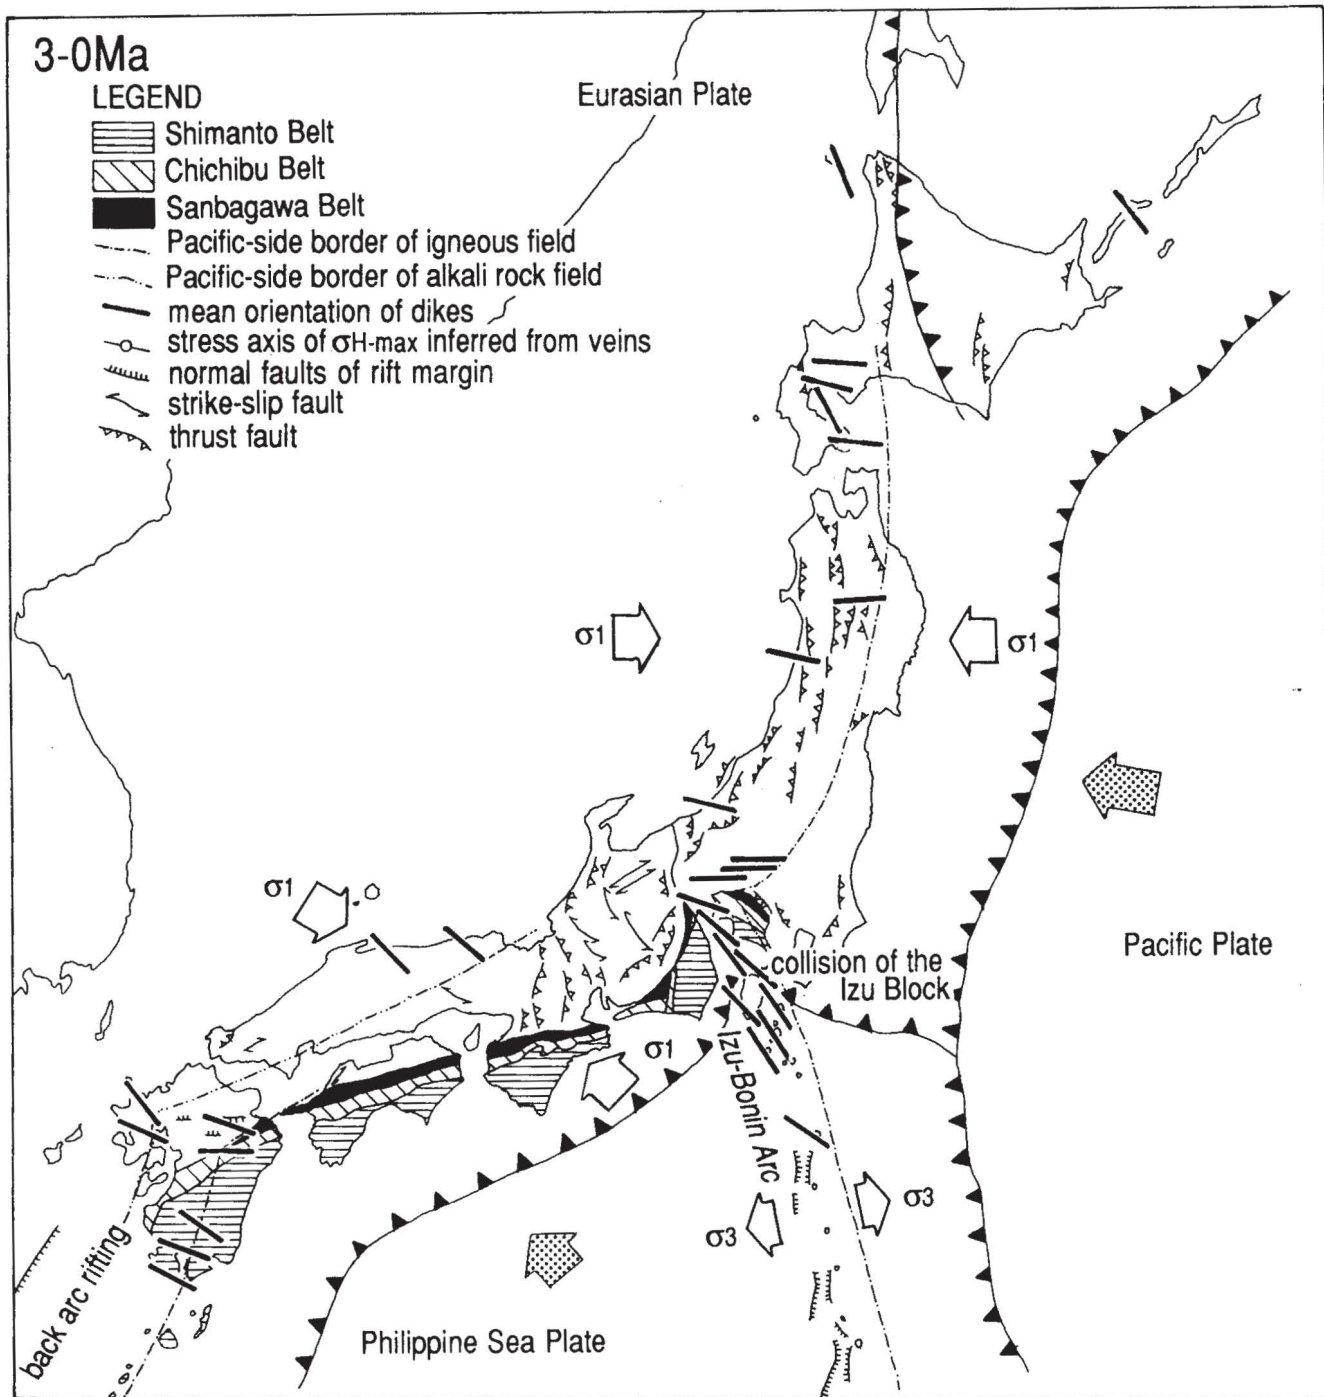 3-0Ma
LEGEND
Shimanto Belt
Chichibu Belt
Sanbagawa Belt
Pacific-side border of igneous field
Pacific-side border of alkali rock field
mean orientation of dikes
stress axis of σH-max inferred from veins
normal faults of rift margin
strike-slip fault
thrust fault
Eurasian Plate
σ1
σ1
σ1
Pacific Plate
collision of the
Izu Block
σ1
Izu-Bonin Arc
σ3
σ3
back arc rifting
Philippine Sea Plate